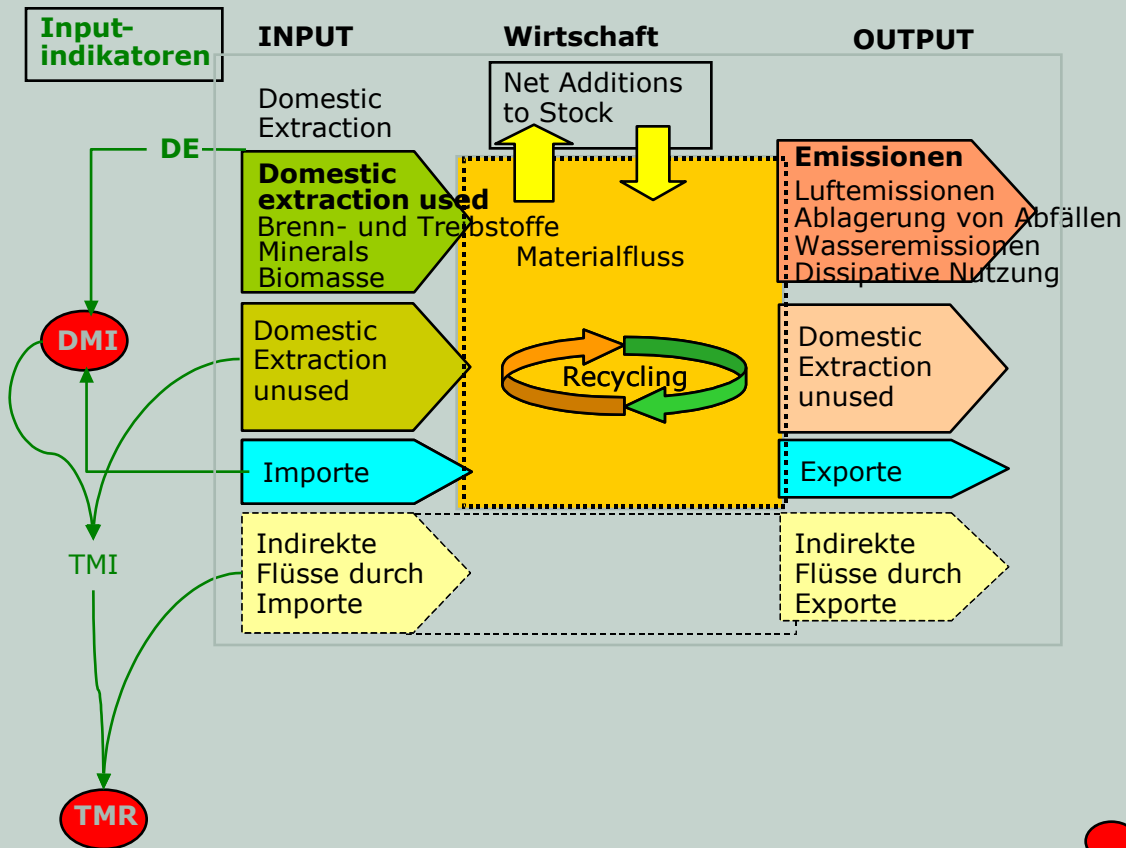 Input-
indikatoren
INPUT
Wirtschaft
OUTPUT
Net Additions
to Stock
Domestic
Extraction
DE
Domestic
extraction used
Brenn- und Treibstoffe
Minerals
Biomasse
Materialfluss
Emissionen
Luftemissionen
Ablagerung von Abfällen
Wasseremissionen
Dissipative Nutzung
DMI
Domestic
Extraction
unused
Recycling
Domestic
Extraction
unused
Importe
Exporte
TMI
Indirekte
Flüsse durch
Importe
Indirekte
Flüsse durch
Exporte
TMR